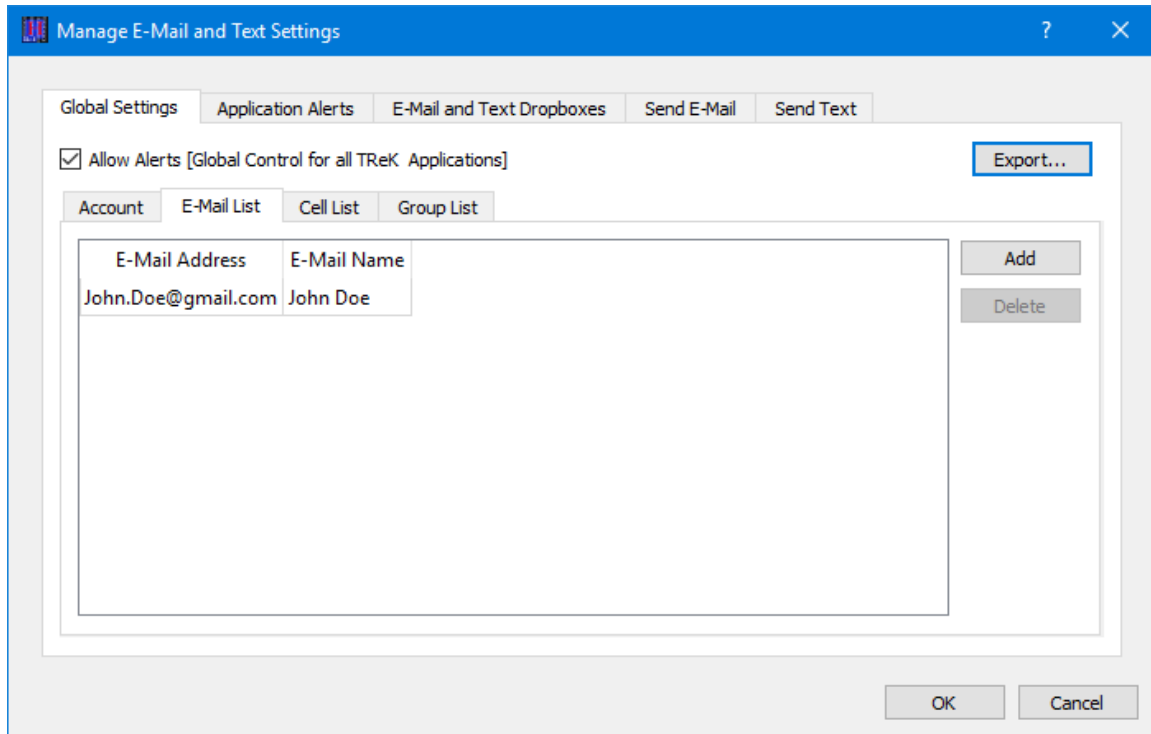 Manage E-Mail and Text Settings ?
Global Settings Application Alerts E-Mail and Text Dropboxes Send E-Mail Send Text
Allow Alerts [Global Control for all TReK Applications] Export...
Account E-Mail List Cell List Group List
E-Mail Address E-Mail Name Add
John.Doe@gmail.com John Doe Delete
OK Cancel